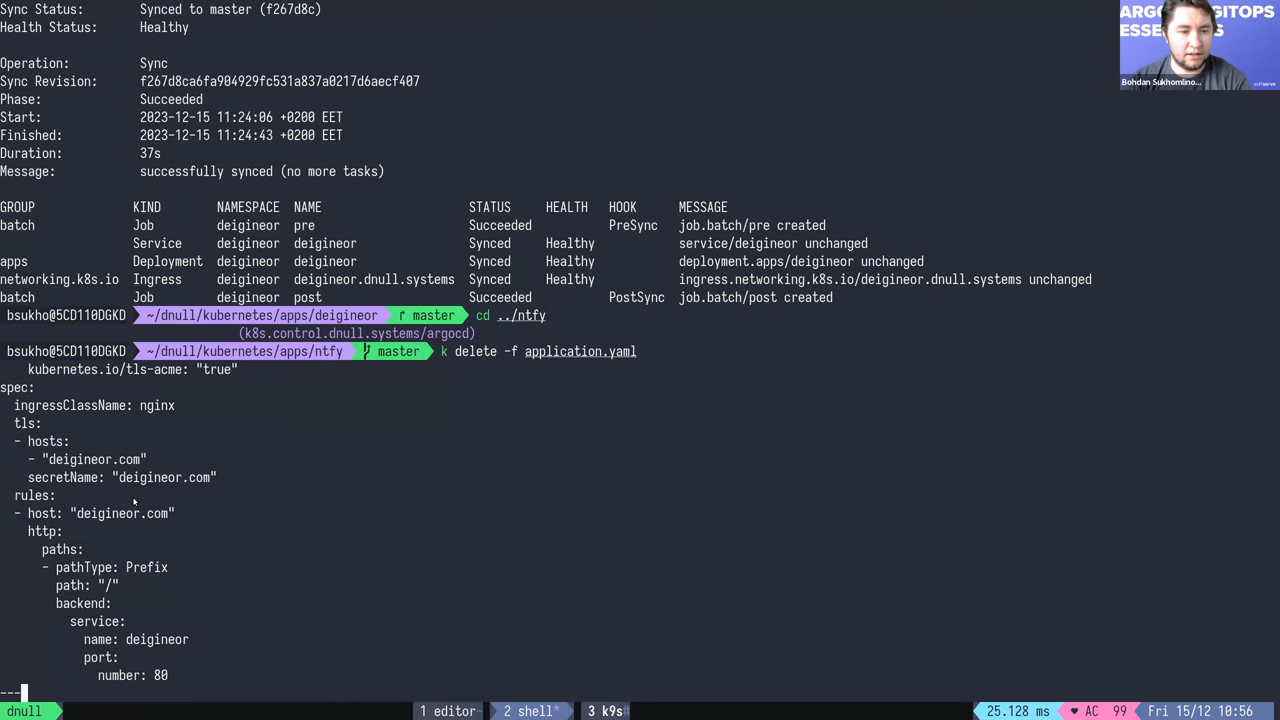 Sync Status: Synced to master (f267d8c)
Health Status: Healthy
Operation: Sync
Sync Revision: f267d8ca6fa904929fc531a837a0217d6aecf407
Phase: Succeeded
Start: 2023-12-15 11:24:06 +0200 EET
Finished: 2023-12-15 11:24:43 +0200 EET
Duration: 37s
Message: successfully synced (no more tasks)
GROUP KIND NAMESPACE NAME STATUS HEALTH HOOK MESSAGE
batch Job deigineor pre Succeeded PreSync job.batch/pre created
Service deigineor deigineor Synced Healthy service/deigineor unchanged
apps Deployment deigineor deigineor Synced Healthy deployment.apps/deigineor unchanged
networking.k8s.io Ingress deigineor deigineor.dnull.systems Synced Healthy ingress.networking.k8s.io/deigineor.dnull.systems unchanged
batch Job deigineor post Succeeded PostSync job.batch/post created
bsukho@5CD110DGKD ~/dnull/kubernetes/apps/deigineor master cd ../ntfy
(k8s.control.dnull.systems/argocd)
bsukho@5CD110DGKD ~/dnull/kubernetes/apps/ntfy master k delete -f application.yaml
kubernetes.io/tls-acme: "true"
spec:
ingressClassName: nginx
tls:
- hosts:
- "deigineor.com"
secretName: "deigineor.com"
rules:
- host: "deigineor.com"
http:
paths:
- pathType: Prefix
path: "/"
backend:
service:
name: deigineor
port:
number: 80
---
dnull 1 editor- 2 shell* 3 k9s# 25.128 ms ♥ AC 99 Fri 15/12 10:56
Bohdan Sukhomlino...
softserve